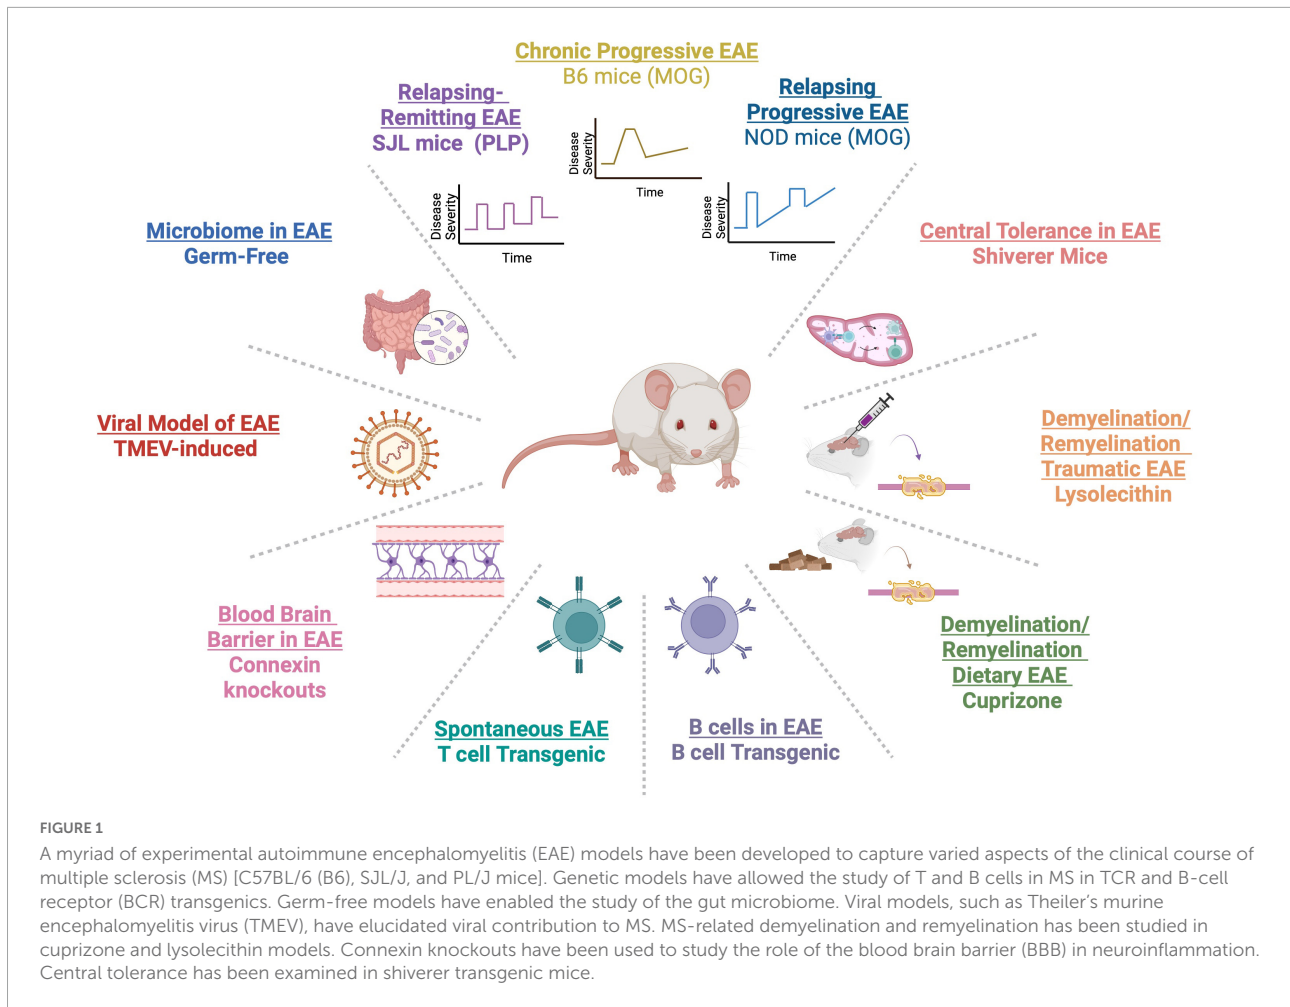 Chronic Progressive EAE
B6 mice (MOG)
Relapsing-
Remitting EAE
SJL mice (PLP)
Relapsing
Progressive EAE
NOD mice (MOG)
Disease
Severity
Time
Disease
Severity
Time
Disease
Severity
Time
Microbiome in EAE
Germ-Free
Central Tolerance in EAE
Shiverer Mice
Viral Model of EAE
TMEV-induced
Demyelination/
Remyelination
Traumatic EAE
Lysolecithin
Blood Brain
Barrier in EAE
Connexin
knockouts
Demyelination/
Remyelination
Dietary EAE
Cuprizone
Spontaneous EAE
T cell Transgenic
B cells in EAE
B cell Transgenic
FIGURE 1
A myriad of experimental autoimmune encephalomyelitis (EAE) models have been developed to capture varied aspects of the clinical course of
multiple sclerosis (MS) [C57BL/6 (B6), SJL/J, and PL/J mice]. Genetic models have allowed the study of T and B cells in MS in TCR and B-cell
receptor (BCR) transgenics. Germ-free models have enabled the study of the gut microbiome. Viral models, such as Theiler's murine
encephalomyelitis virus (TMEV), have elucidated viral contribution to MS. MS-related demyelination and remyelination has been studied in
cuprizone and lysolecithin models. Connexin knockouts have been used to study the role of the blood brain barrier (BBB) in neuroinflammation.
Central tolerance has been examined in shiverer transgenic mice.